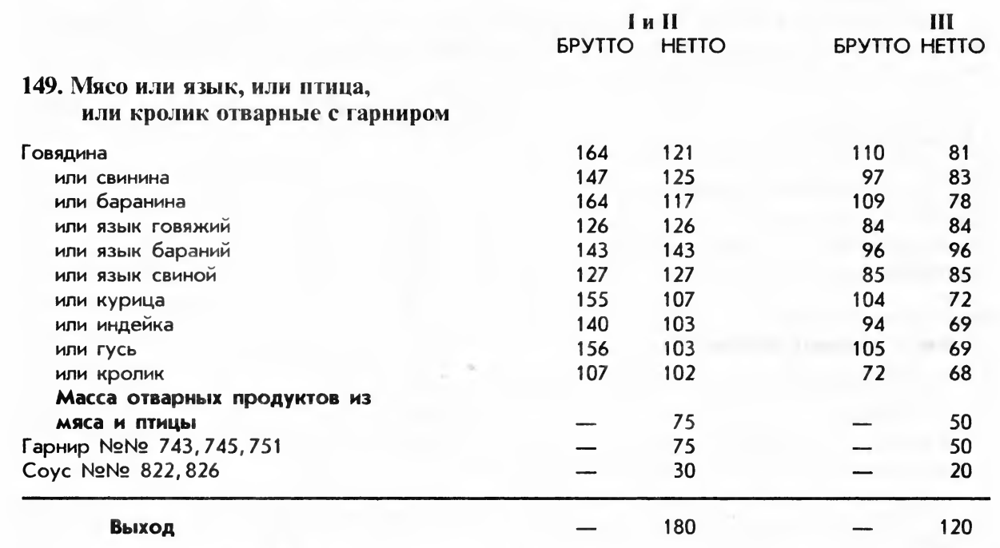 I и II III
БРУТТО НЕТТО БРУТТО НЕТТО
149. Мясо или язык, или птица,
или кролик отварные с гарниром
Говядина 164 121 110 81
или свинина 147 125 97 83
или баранина 164 117 109 78
или язык говяжий 126 126 84 84
или язык бараний 143 143 96 96
или язык свиной 127 127 85 85
или курица 155 107 104 72
или индейка 140 103 94 69
или гусь 156 103 105 69
или кролик 107 102 72 68
Масса отварных продуктов из
мяса и птицы — 75 — 50
Гарнир №№ 743, 745, 751 — 75 — 50
Соус №№ 822, 826 — 30 — 20
Выход — 180 — 120